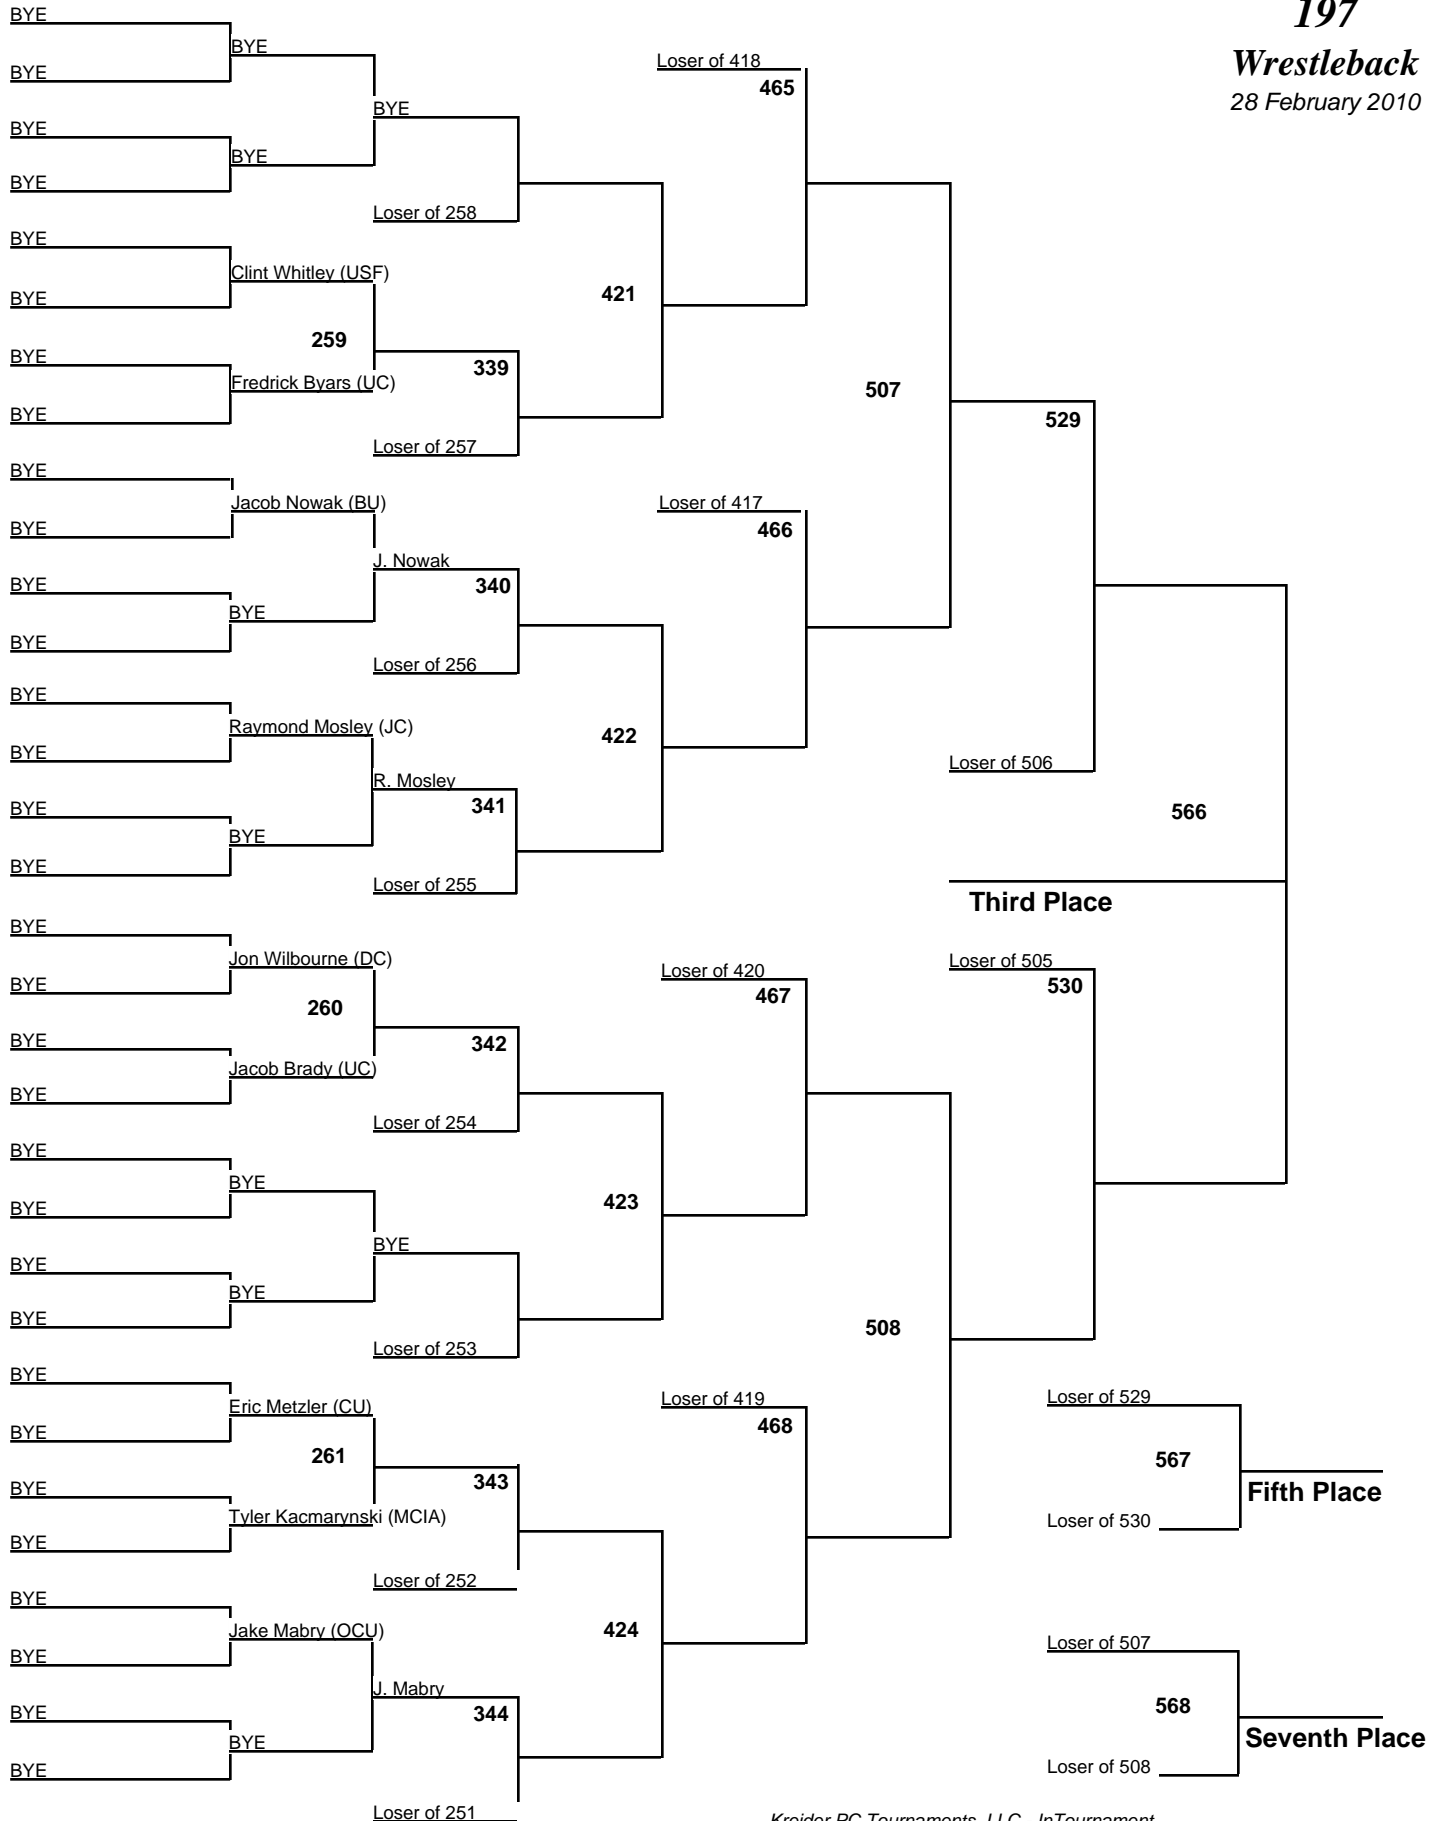 197
Wrestleback
28 February 2010
BYE
BYE
BYE
Loser of 418
465
BYE
BYE
BYE
BYE
BYE
Loser of 258
BYE
Clint Whitley (USF)
BYE
421
259
BYE
339
Fredrick Byars (UC)
507
BYE
529
Loser of 257
BYE
Jacob Nowak (BU)
Loser of 417
BYE
466
J. Nowak
BYE
340
BYE
BYE
Loser of 256
BYE
Raymond Mosley (JC)
422
BYE
Loser of 506
R. Mosley
BYE
341
566
BYE
BYE
Loser of 255
Third Place
BYE
Jon Wilbourne (DC)
Loser of 420
Loser of 505
BYE
467
530
260
BYE
342
Jacob Brady (UC)
BYE
Loser of 254
BYE
BYE
423
BYE
BYE
BYE
BYE
BYE
508
Loser of 253
BYE
Eric Metzler (CU)
Loser of 419
Loser of 529
BYE
468
261
567
BYE
343
Fifth Place
Tyler Kacmarynski (MCIA)
Loser of 530
BYE
Loser of 252
BYE
Jake Mabry (OCU)
424
Loser of 507
BYE
J. Mabry
BYE
344
568
BYE
Seventh Place
BYE
Loser of 508
Loser of 251
Kreider PC Tournaments, LLC - InTournament